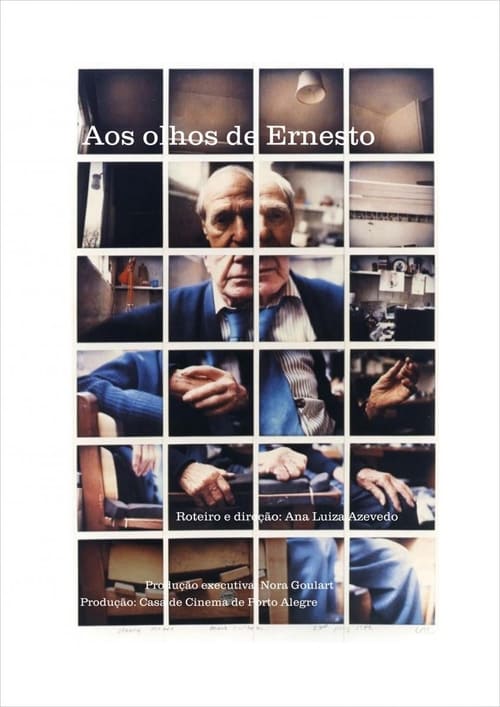 Aos olhos de Ernesto
Roteiro e direção: Ana Luiza Azevedo
Produção executiva: Nora Goulart
Produção: Casa de Cinema de Porto Alegre